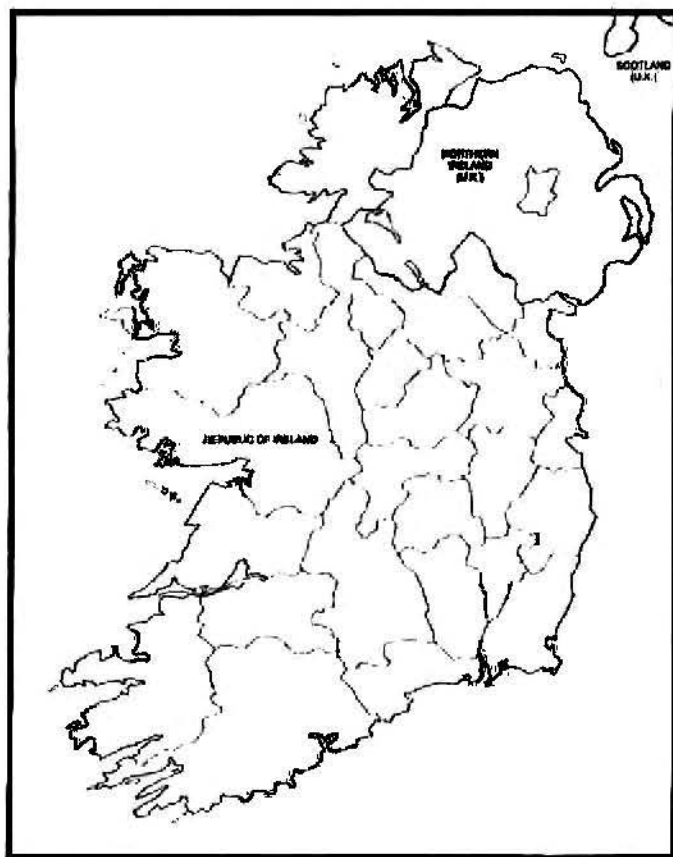 SCOTLAND
(U.K.)
NORTHERN
IRELAND
(U.K.)
REPUBLIC OF IRELAND